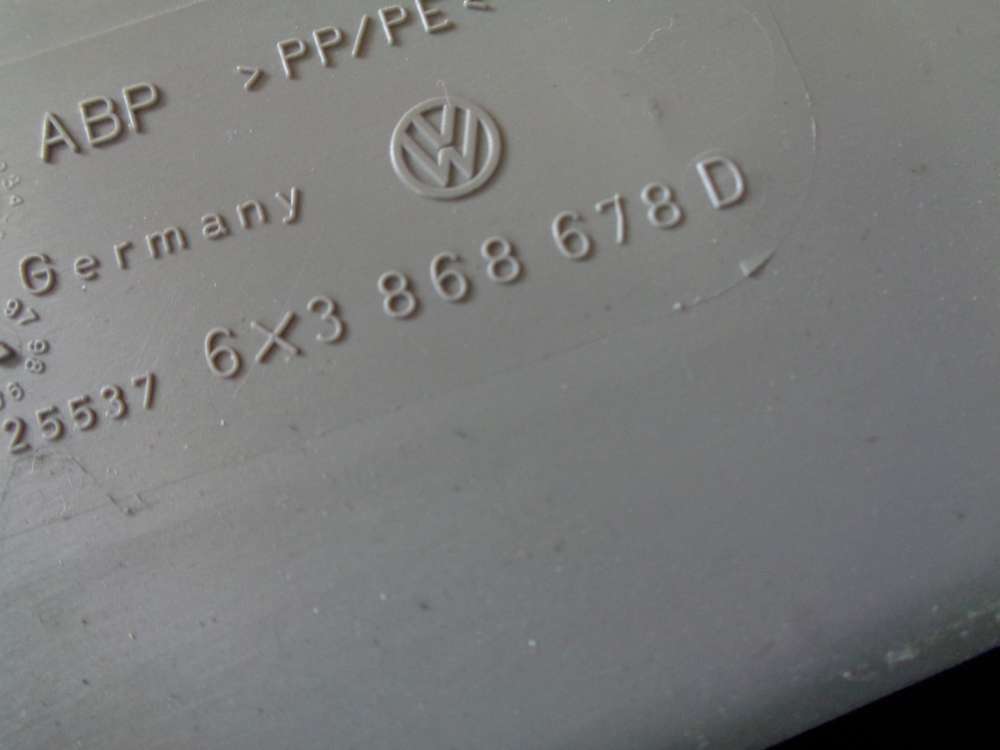 >PP/PE<
ABP
Germany
6X3 868 678 D
25537